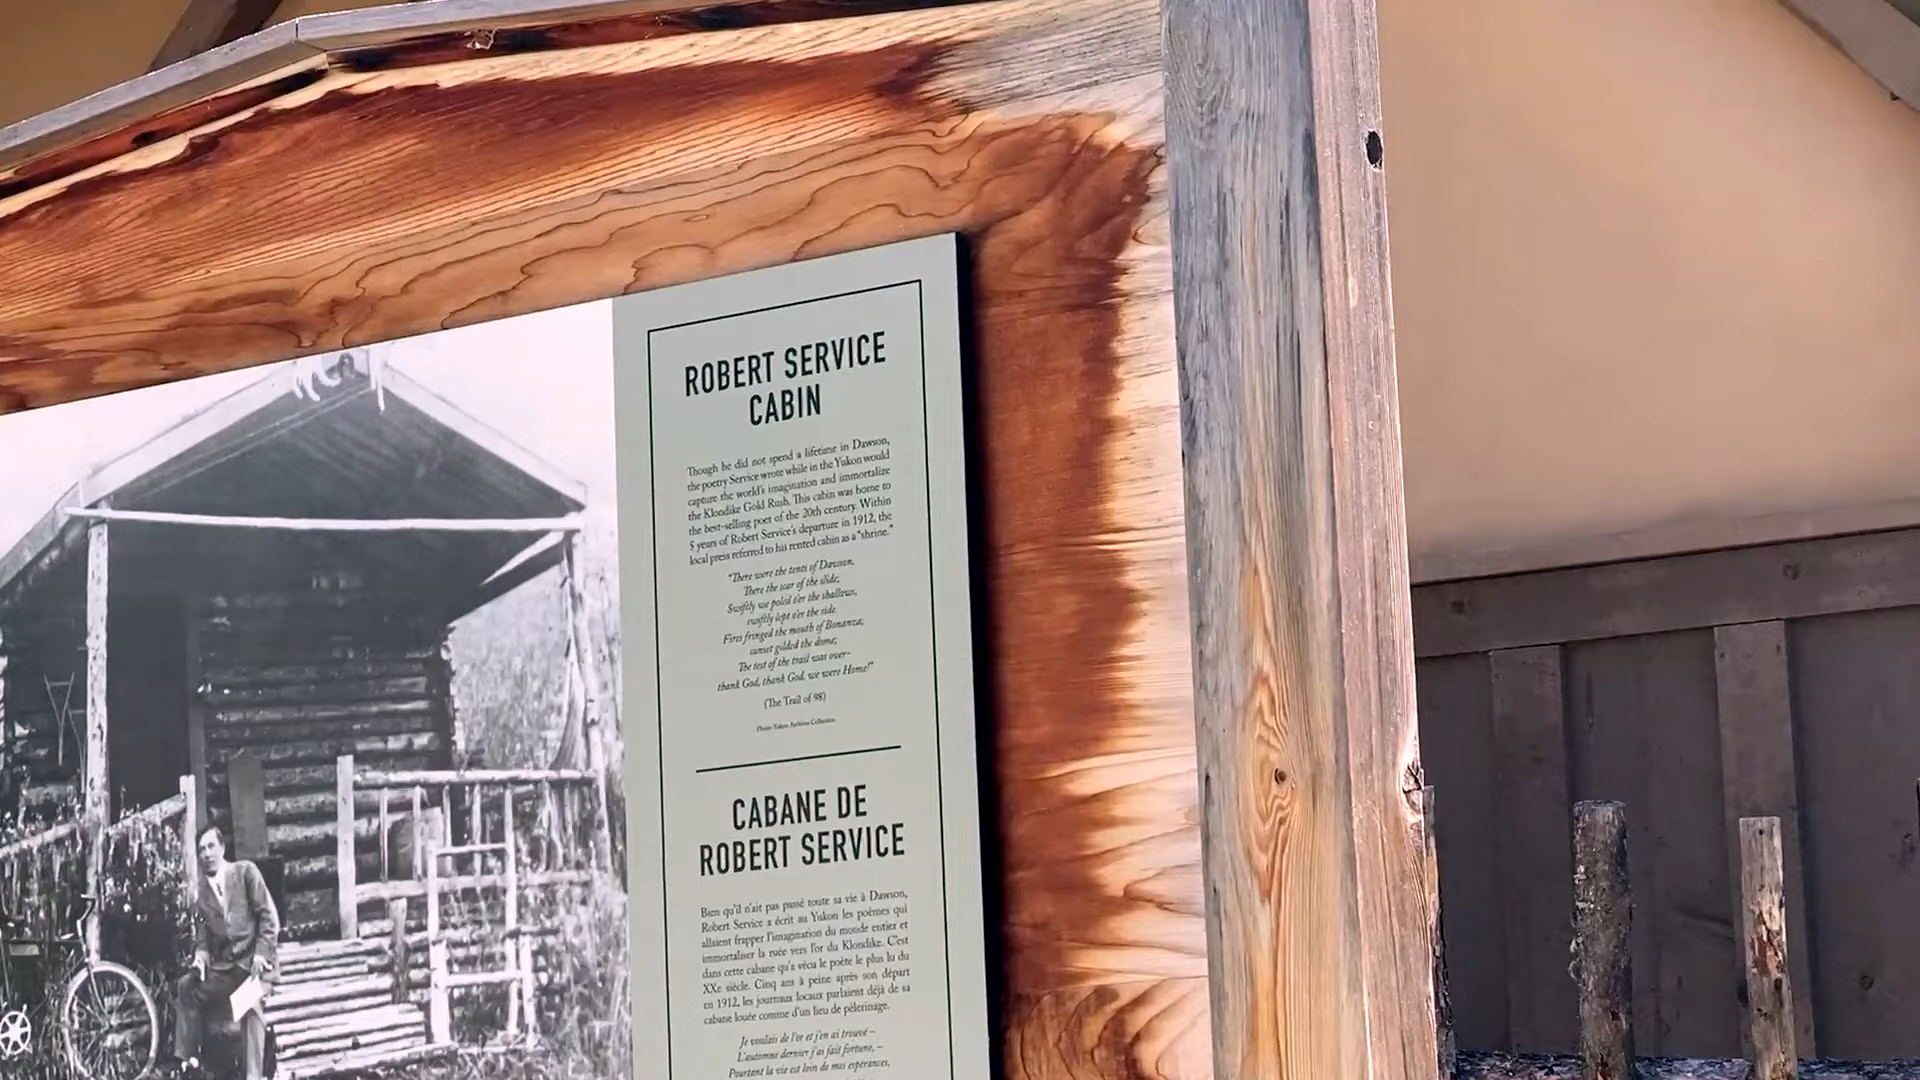 ROBERT SERVICE
CABIN
Though he did not spend a lifetime in Dawson,
the poetry Service wrote while in the Yukon would
capture the world's imagination and immortalize
the Klondike Gold Rush. This cabin was home to
the best-selling poet of the 20th century. Within
5 years of Robert Service's departure in 1912, the
local press referred to his rented cabin as a "shrine."
"There were the tents of Dawson,
There the scar of the slide;
Swiftly we poled o'er the shallows,
swiftly lept o'er the side.
Fires fringed the mouth of Bonanza;
sunset gilded the dome;
The test of the trail was over–
thank God, thank God, we were Home!"
(The Trail of 98)
Photo: Yukon Archives Collection
CABANE DE
ROBERT SERVICE
Bien qu'il n'ait pas passé toute sa vie à Dawson,
Robert Service a écrit au Yukon les poèmes qui
allaient frapper l'imagination du monde entier et
immortaliser la ruée vers l'or du Klondike. C'est
dans cette cabane qu'a vécu le poète le plus lu du
XXe siècle. Cinq ans à peine après son départ
en 1912, les journaux locaux parlaient déjà de sa
cabane louée comme d'un lieu de pèlerinage.
Je voulais de l'or et j'en ai trouvé –
L'automne dernier j'ai fait fortune, –
Pourtant la vie est loin de mes espérances,